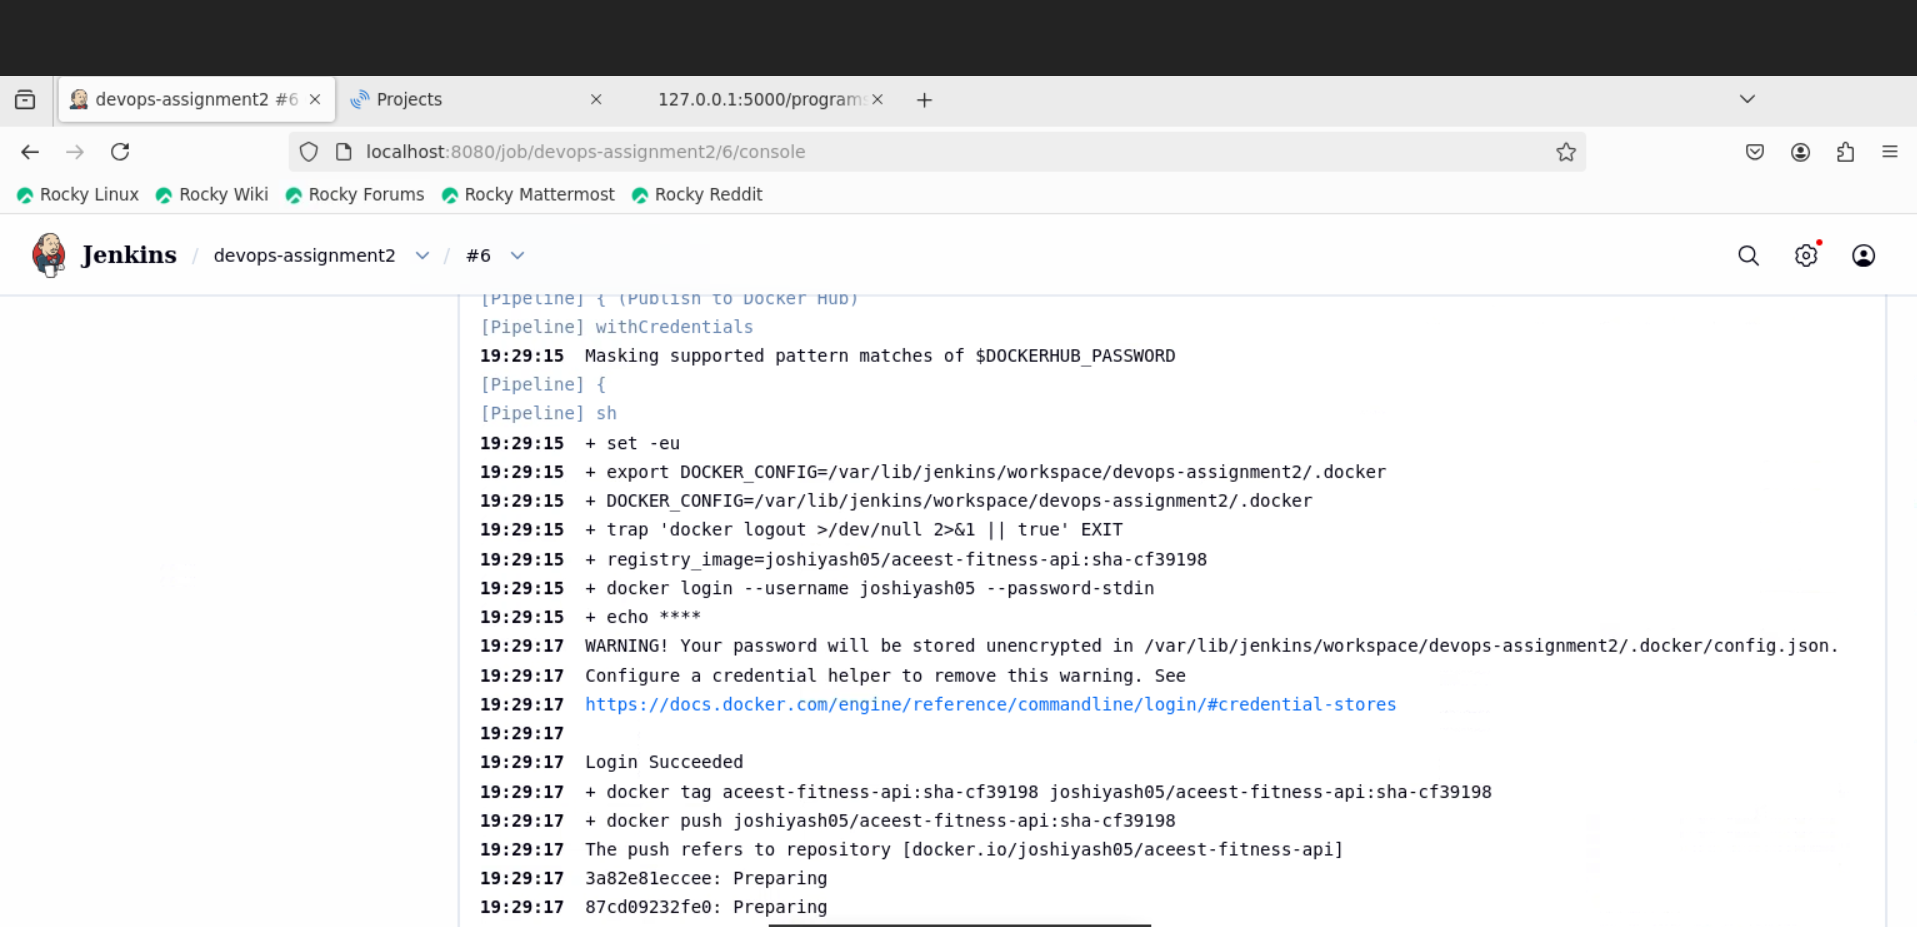 devops-assignment2 #6
Projects
127.0.0.1:5000/programs
localhost:8080/job/devops-assignment2/6/console
Rocky Linux Rocky Wiki Rocky Forums Rocky Mattermost Rocky Reddit
Jenkins / devops-assignment2 / #6
[Pipeline] { (Publish to Docker Hub)
[Pipeline] withCredentials
19:29:15 Masking supported pattern matches of $DOCKERHUB_PASSWORD
[Pipeline] {
[Pipeline] sh
19:29:15 + set -eu
19:29:15 + export DOCKER_CONFIG=/var/lib/jenkins/workspace/devops-assignment2/.docker
19:29:15 + DOCKER_CONFIG=/var/lib/jenkins/workspace/devops-assignment2/.docker
19:29:15 + trap 'docker logout >/dev/null 2>&1 || true' EXIT
19:29:15 + registry_image=joshiyash05/aceest-fitness-api:sha-cf39198
19:29:15 + docker login --username joshiyash05 --password-stdin
19:29:15 + echo ****
19:29:17 WARNING! Your password will be stored unencrypted in /var/lib/jenkins/workspace/devops-assignment2/.docker/config.json.
19:29:17 Configure a credential helper to remove this warning. See
19:29:17 https://docs.docker.com/engine/reference/commandline/login/#credential-stores
19:29:17
19:29:17 Login Succeeded
19:29:17 + docker tag aceest-fitness-api:sha-cf39198 joshiyash05/aceest-fitness-api:sha-cf39198
19:29:17 + docker push joshiyash05/aceest-fitness-api:sha-cf39198
19:29:17 The push refers to repository [docker.io/joshiyash05/aceest-fitness-api]
19:29:17 3a82e81eccee: Preparing
19:29:17 87cd09232fe0: Preparing